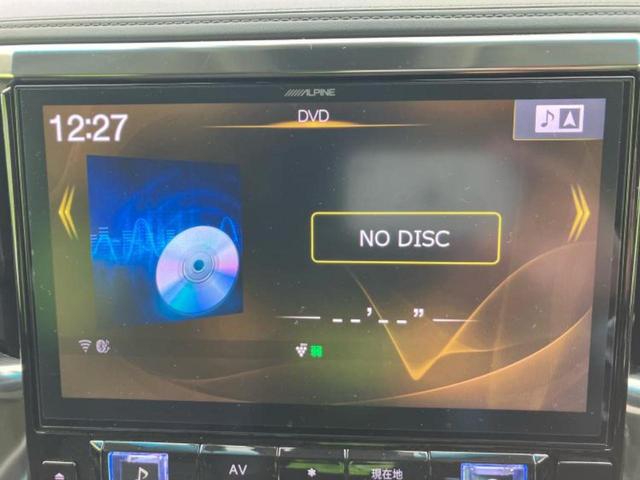 ALPINE
DVD
12:27
NO DISC
--'--"
AV
*
現在地